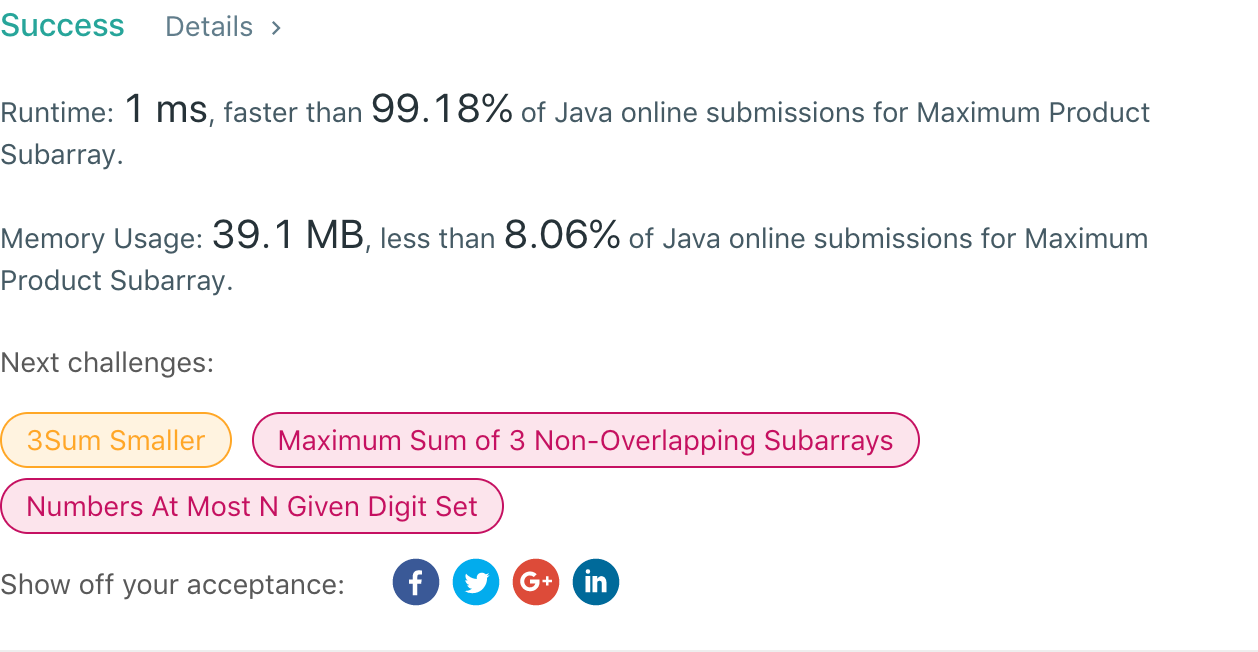 Success Details >
Runtime: 1 ms, faster than 99.18% of Java online submissions for Maximum Product
Subarray.
Memory Usage: 39.1 MB, less than 8.06% of Java online submissions for Maximum
Product Subarray.
Next challenges:
3Sum Smaller Maximum Sum of 3 Non-Overlapping Subarrays
Numbers At Most N Given Digit Set
Show off your acceptance: f G+ in